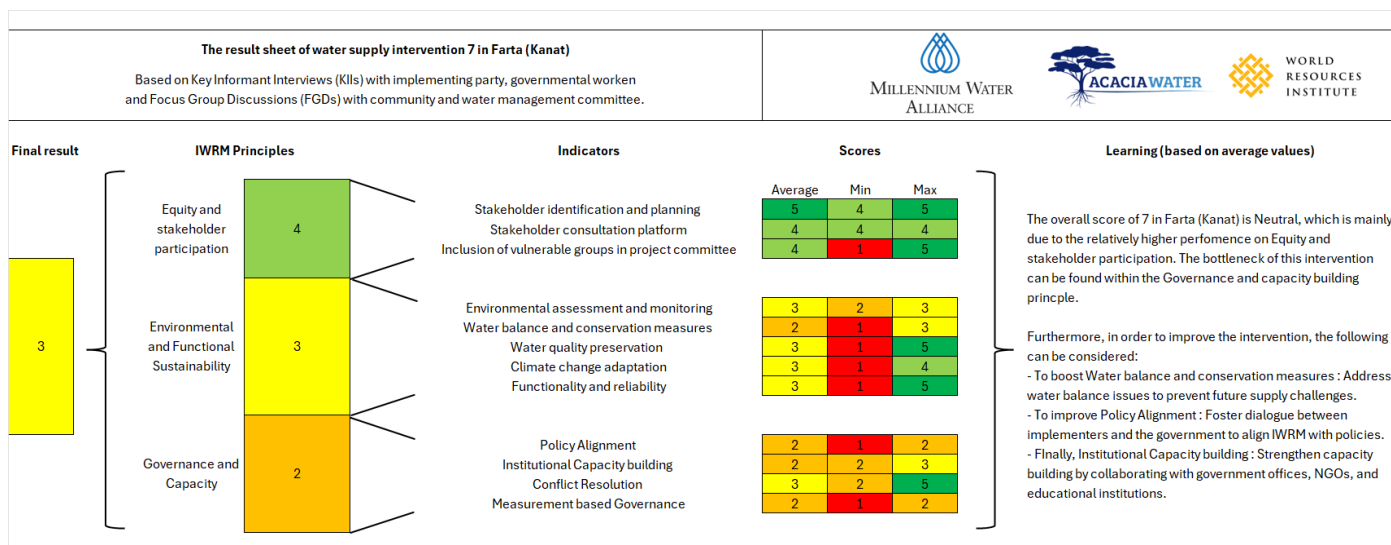 The result sheet of water supply intervention 7 in Farta (Kanat)
Based on Key Informant Interviews (KIIs) with implementing party, governmental worken
and Focus Group Discussions (FGDs) with community and water management committee.
MILLENNIUM WATER
ALLIANCE
ACACIAWATER
WORLD
RESOURCES
INSTITUTE
Final result
IWRM Principles
Indicators
Scores
Learning (based on average values)
3
Equity and
stakeholder
participation
4
Environmental
and Functional
Sustainability
3
Governance and
Capacity
2
Average Min Max
Stakeholder identification and planning 5 4 5
Stakeholder consultation platform 4 4 4
Inclusion of vulnerable groups in project committee 4 1 5
Environmental assessment and monitoring 3 2 3
Water balance and conservation measures 2 1 3
Water quality preservation 3 1 5
Climate change adaptation 3 1 4
Functionality and reliability 3 1 5
Policy Alignment 2 1 2
Institutional Capacity building 2 2 3
Conflict Resolution 3 2 5
Measurement based Governance 2 1 2
The overall score of 7 in Farta (Kanat) is Neutral, which is mainly
due to the relatively higher perfomence on Equity and
stakeholder participation. The bottleneck of this intervention
can be found within the Governance and capacity building
princple.
Furthermore, in order to improve the intervention, the following
can be considered:
- To boost Water balance and conservation measures : Address
water balance issues to prevent future supply challenges.
- To improve Policy Alignment : Foster dialogue between
implementers and the government to align IWRM with policies.
- FInally, Institutional Capacity building : Strengthen capacity
building by collaborating with government offices, NGOs, and
educational institutions.